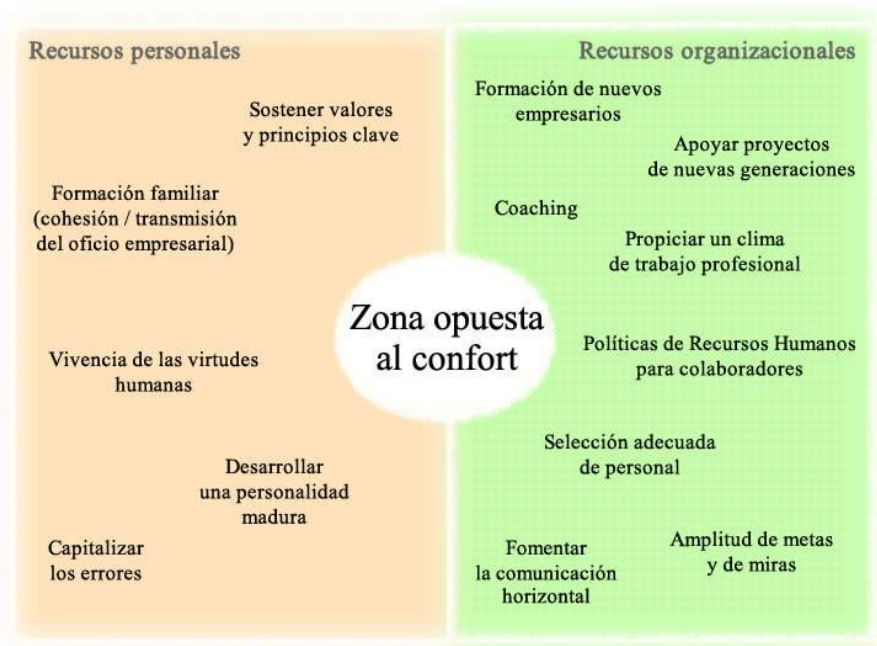 Recursos personales
Sostener valores
y principios clave
Formación familiar
(cohesión / transmisión
del oficio empresarial)
Vivencia de las virtudes
humanas
Desarrollar
una personalidad
madura
Capitalizar
los errores
Zona opuesta
al confort
Recursos organizacionales
Formación de nuevos
empresarios
Apoyar proyectos
de nuevas generaciones
Coaching
Propiciar un clima
de trabajo profesional
Políticas de Recursos Humanos
para colaboradores
Selección adecuada
de personal
Fomentar
la comunicación
horizontal
Amplitud de metas
y de miras